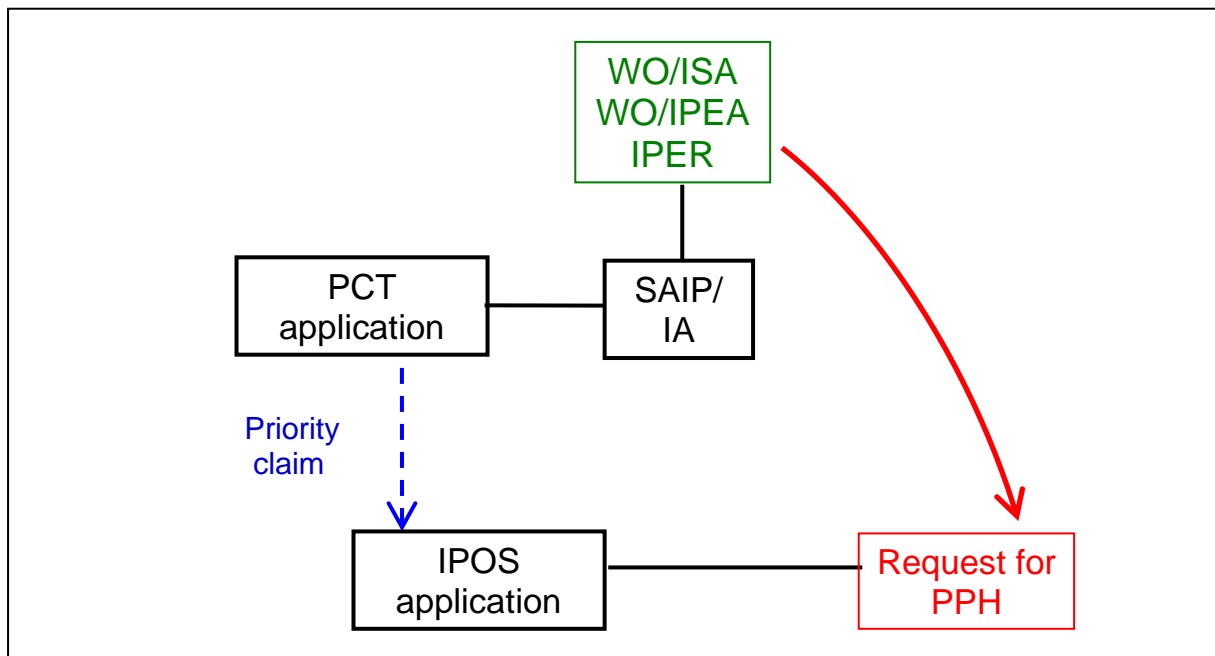 WO/ISA
WO/IPEA
IPER
PCT
application
SAIP/
IA
Priority
claim
IPOS
application
Request for
PPH